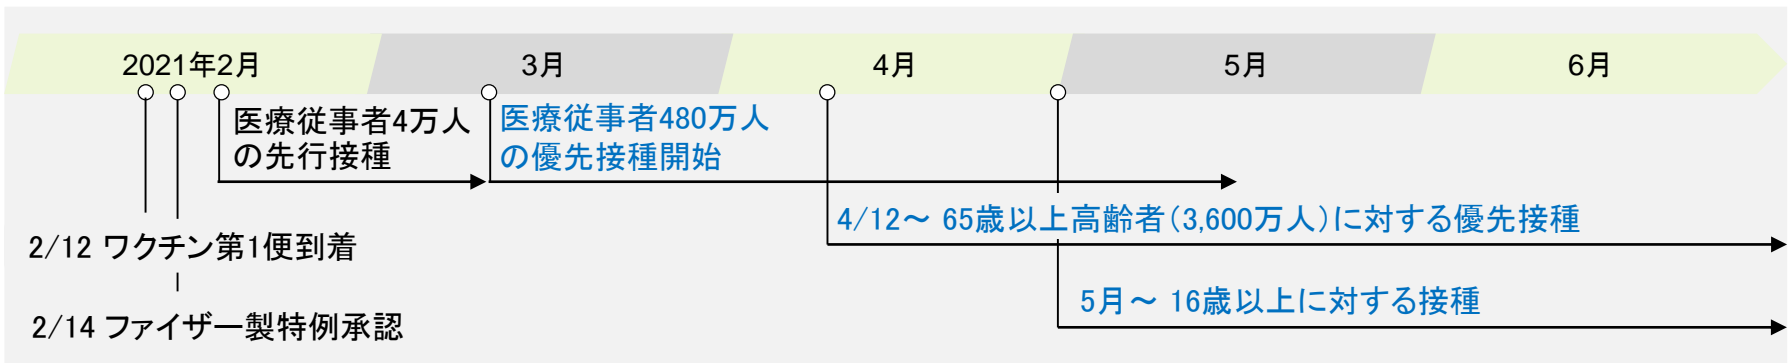 2021年2月
3月
4月
5月
6月
医療従事者4万人
の先行接種
医療従事者480万人
の優先接種開始
4/12～ 65歳以上高齢者（3,600万人）に対する優先接種
2/12 ワクチン第1便到着
5月～ 16歳以上に対する接種
2/14 ファイザー製特例承認